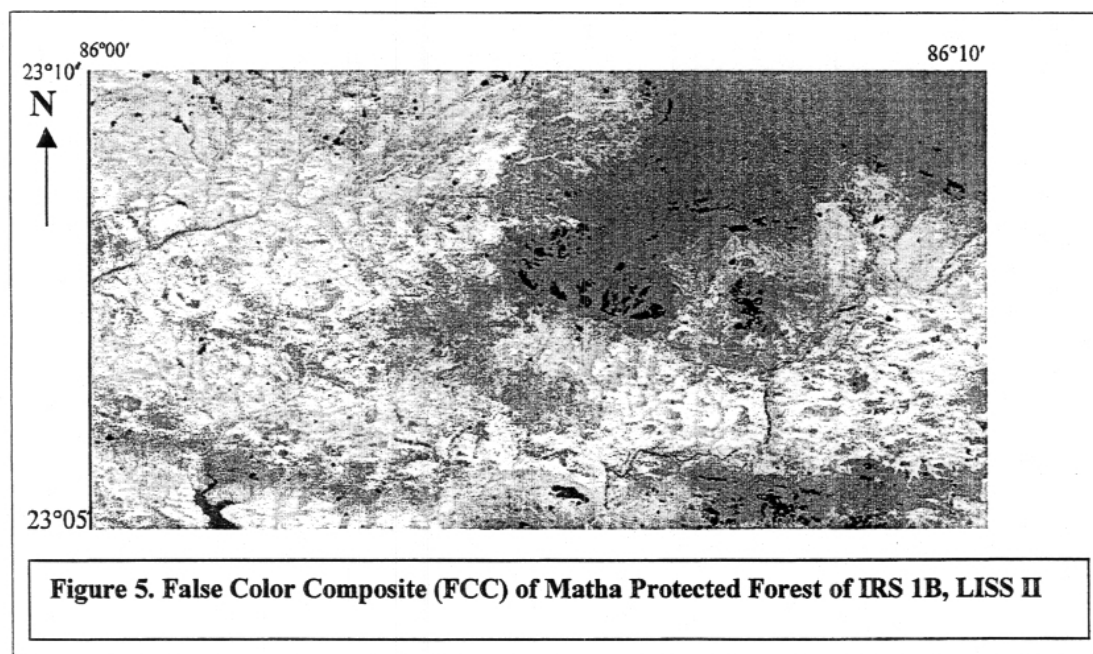 86°00′ 86°10′
23°10′
N
23°05′
Figure 5. False Color Composite (FCC) of Matha Protected Forest of IRS 1B, LISS II